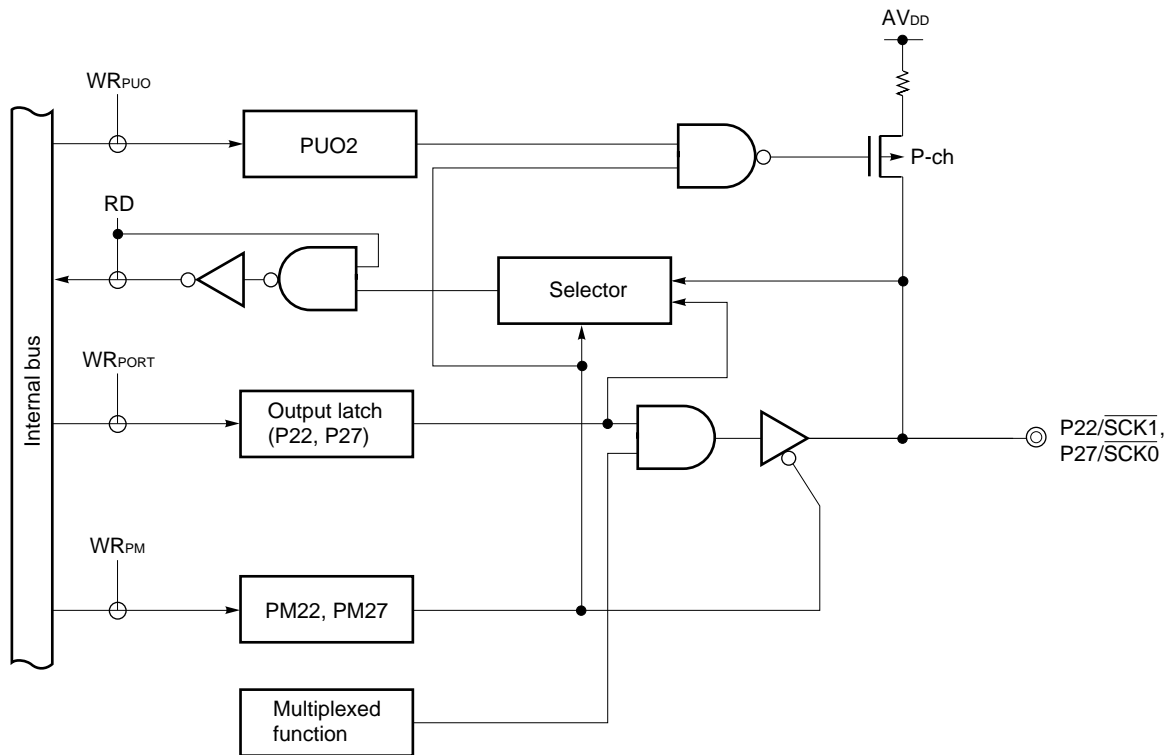 AVDD
WRPUO
PUO2
P-ch
RD
Selector
Internal bus
WRPORT
Output latch
(P22, P27)
P22/SCK1,
P27/SCK0
WRPM
PM22, PM27
Multiplexed
function